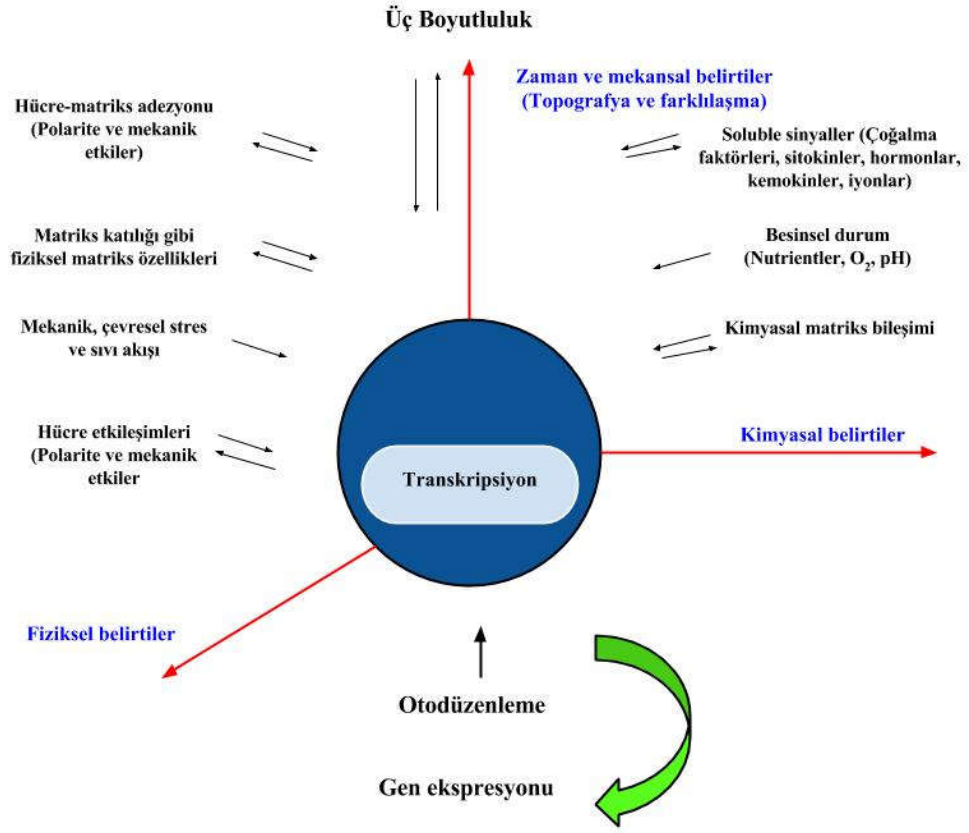 Üç Boyutluluk
Zaman ve mekansal belirtiler
(Topografya ve farklılaşma)
Hücre-matriks adezyonu
(Polarite ve mekanik
etkiler)
Soluble sinyaller (Çoğalma
faktörleri, sitokinler, hormonlar,
kemokinler, iyonlar)
Matriks katılığı gibi
fiziksel matriks özellikleri
Besinsel durum
(Nutrientler, O₂, pH)
Mekanik, çevresel stres
ve sıvı akışı
Kimyasal matriks bileşimi
Hücre etkileşimleri
(Polarite ve mekanik
etkiler
Kimyasal belirtiler
Transkripsiyon
Fiziksel belirtiler
Otodüzenleme
Gen ekspresyonu